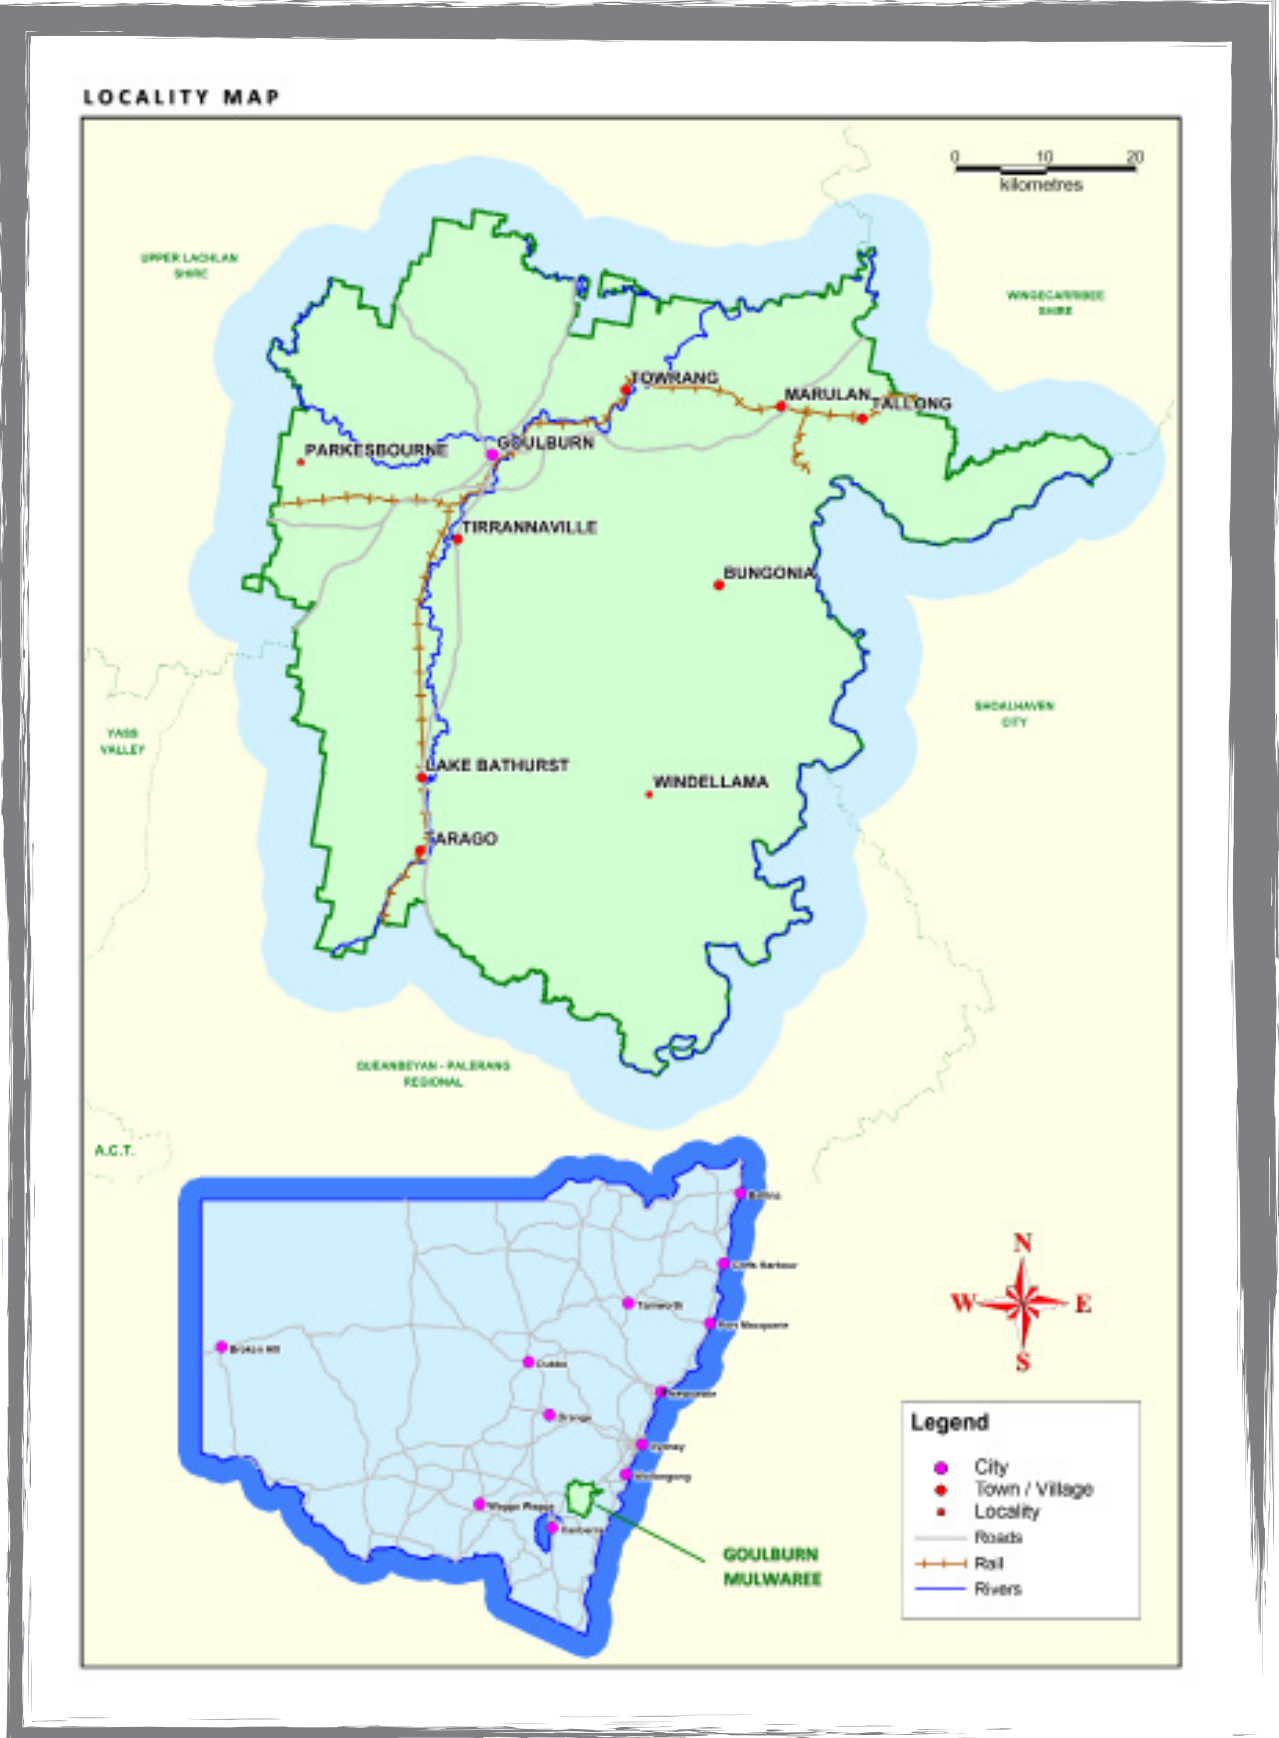 LOCALITY MAP
0 10 20
kilometres
UPPER LACHLAN
SHIRE
WINGECARRIBEE
SHIRE
TOWRANG
MARULAN
TALLONG
GOULBURN
PARKESBOURNE
TIRRANNAVILLE
BUNGONIA
SHOALHAVEN
CITY
YASS
VALLEY
LAKE BATHURST
WINDELLAMA
TARAGO
QUEANBEYAN - PALERANG
REGIONAL
A.C.T.
Ballina
Coffs Harbour
Tamworth
Port Macquarie
Broken Hill
Dubbo
Newcastle
Orange
Sydney
Wollongong
Wagga Wagga
Canberra
GOULBURN
MULWAREE
N
W E
S
Legend
City
Town / Village
Locality
Roads
Rail
Rivers